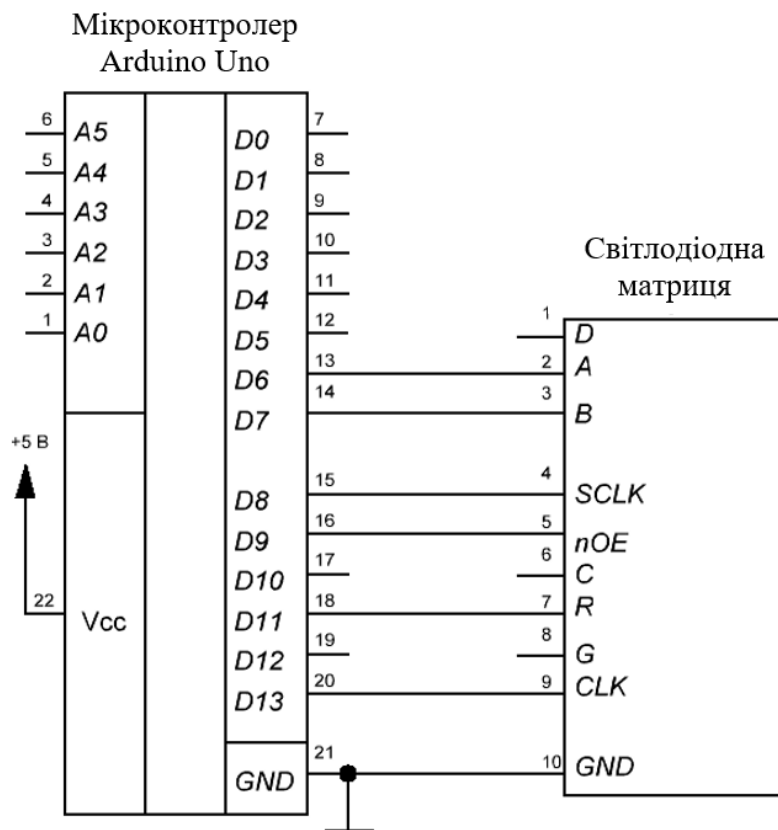 Мікроконтролер
Arduino Uno
6 A5
5 A4
4 A3
3 A2
2 A1
1 A0
+5 В
22 Vcc
D0 7
D1 8
D2 9
D3 10
D4 11
D5 12
D6 13
D7 14
D8 15
D9 16
D10 17
D11 18
D12 19
D13 20
GND 21
Світлодіодна
матриця
1 D
2 A
3 B
4 SCLK
5 nOE
6 C
7 R
8 G
9 CLK
10 GND